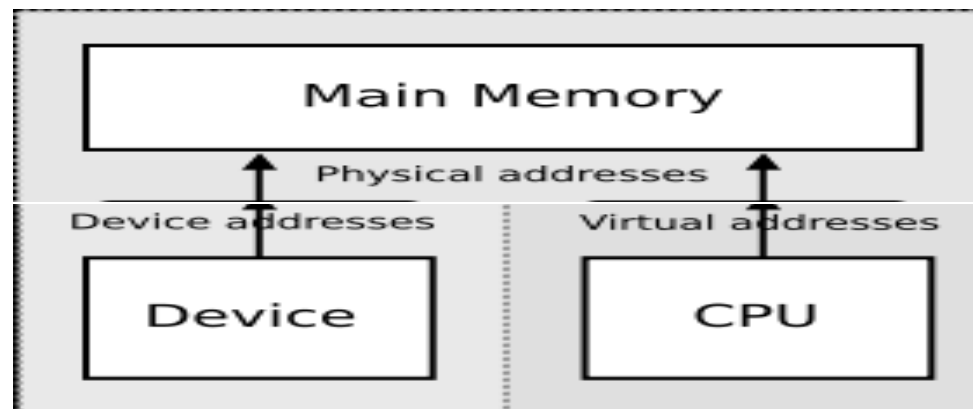 Main Memory
Physical addresses
Device addresses
Virtual addresses
Device
CPU